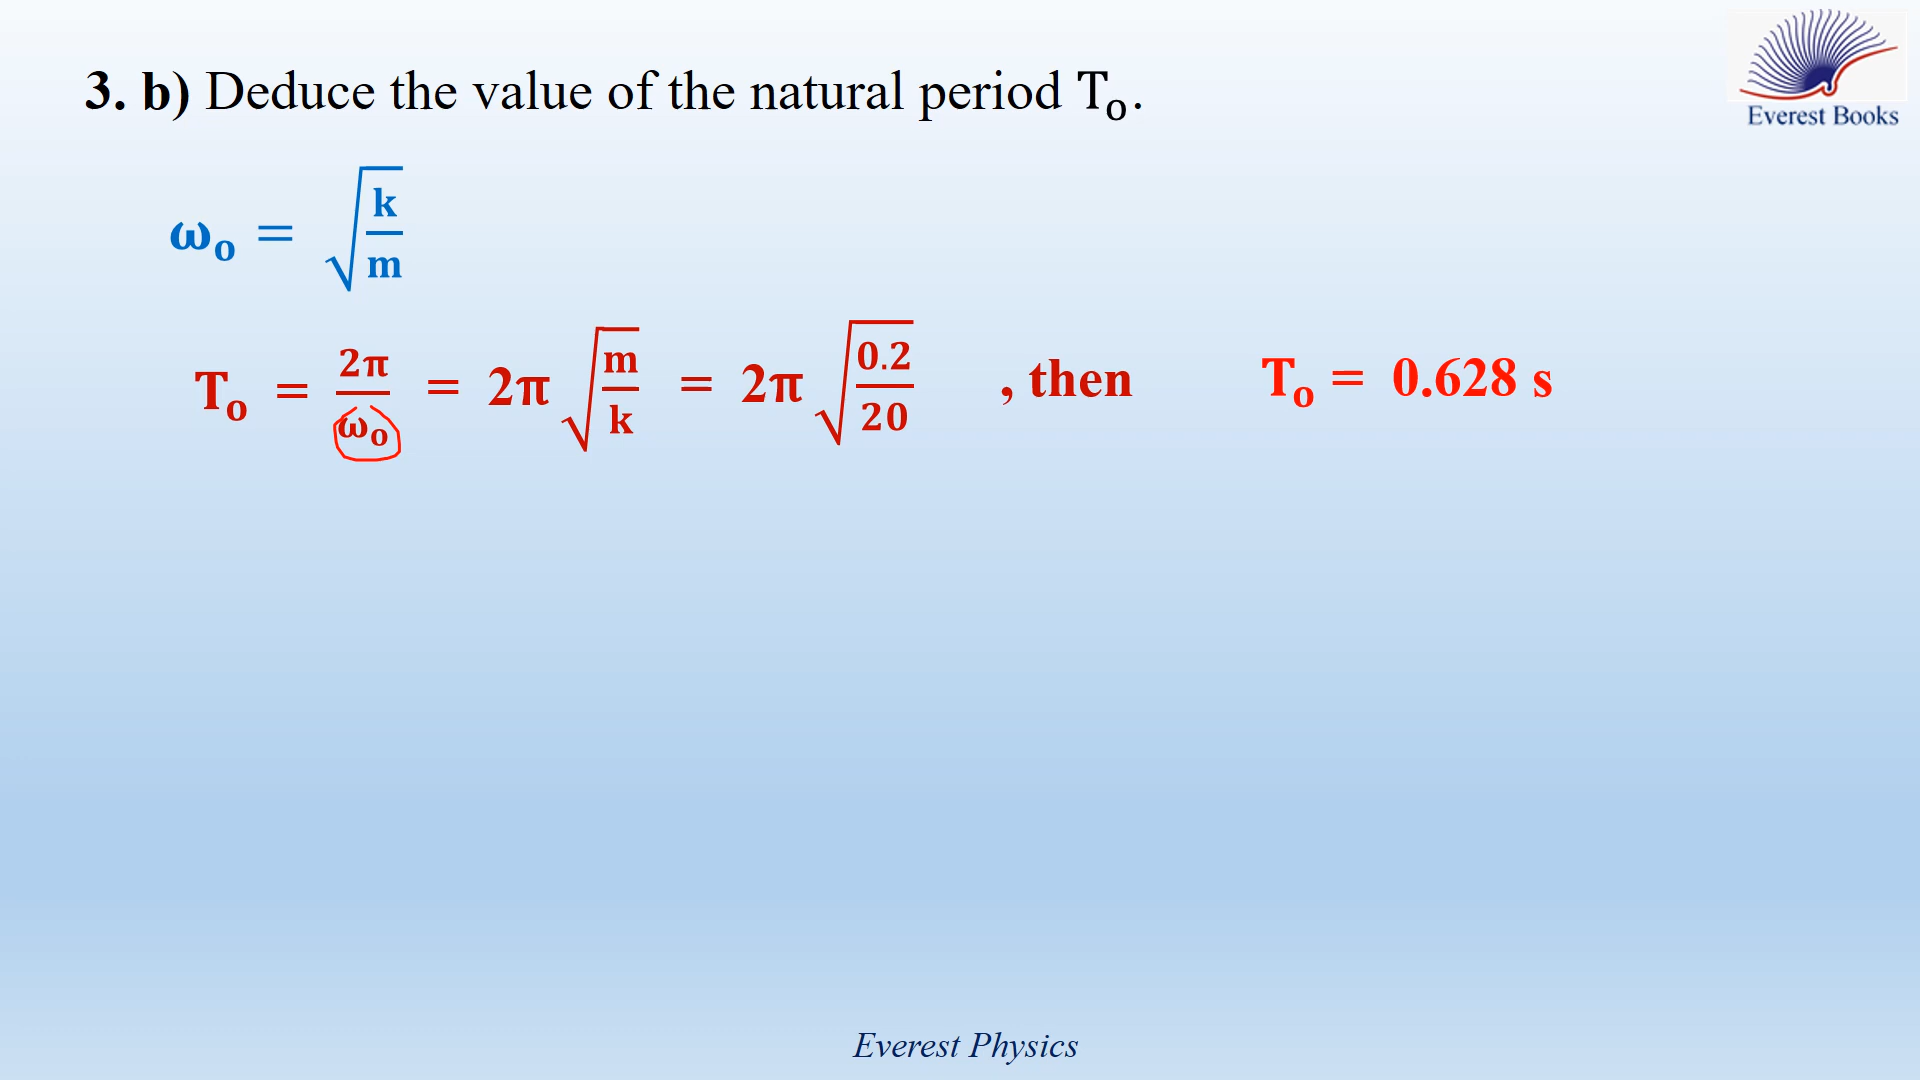 3. b) Deduce the value of the natural period Tₒ.
Everest Books
ωₒ = √(k/m)
Tₒ = 2π/ωₒ = 2π √(m/k) = 2π √(0.2/20) , then Tₒ = 0.628 s
Everest Physics